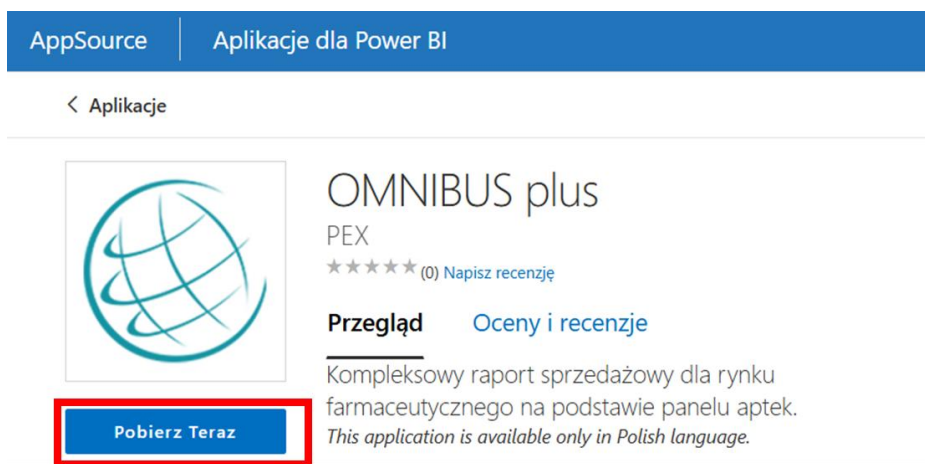 AppSource Aplikacje dla Power BI
< Aplikacje
OMNIBUS plus
PEX
(0) Napisz recenzję
Przegląd Oceny i recenzje
Kompleksowy raport sprzedażowy dla rynku
farmaceutycznego na podstawie panelu aptek.
This application is available only in Polish language.
Pobierz Teraz